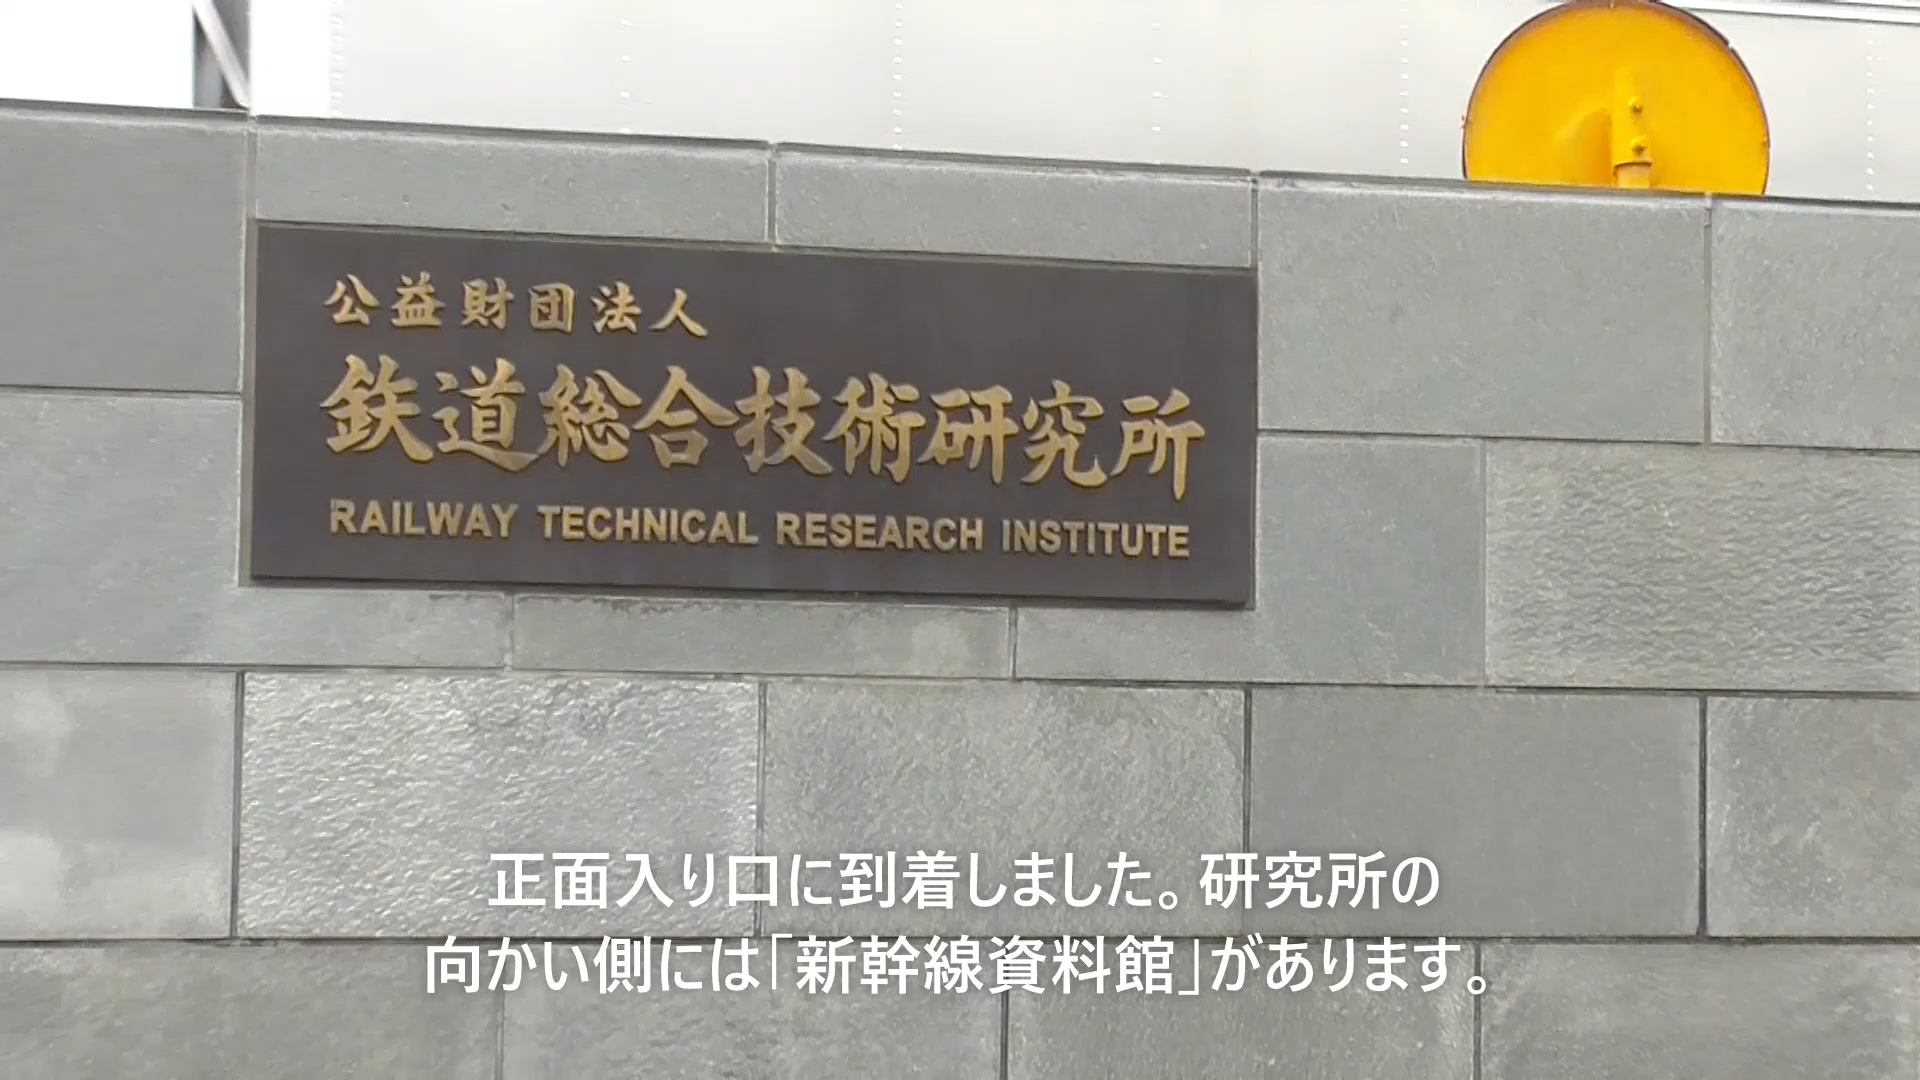 公益財団法人
鉄道総合技術研究所
RAILWAY TECHNICAL RESEARCH INSTITUTE
正面入り口に到着しました。研究所の
向かい側には「新幹線資料館」があります。